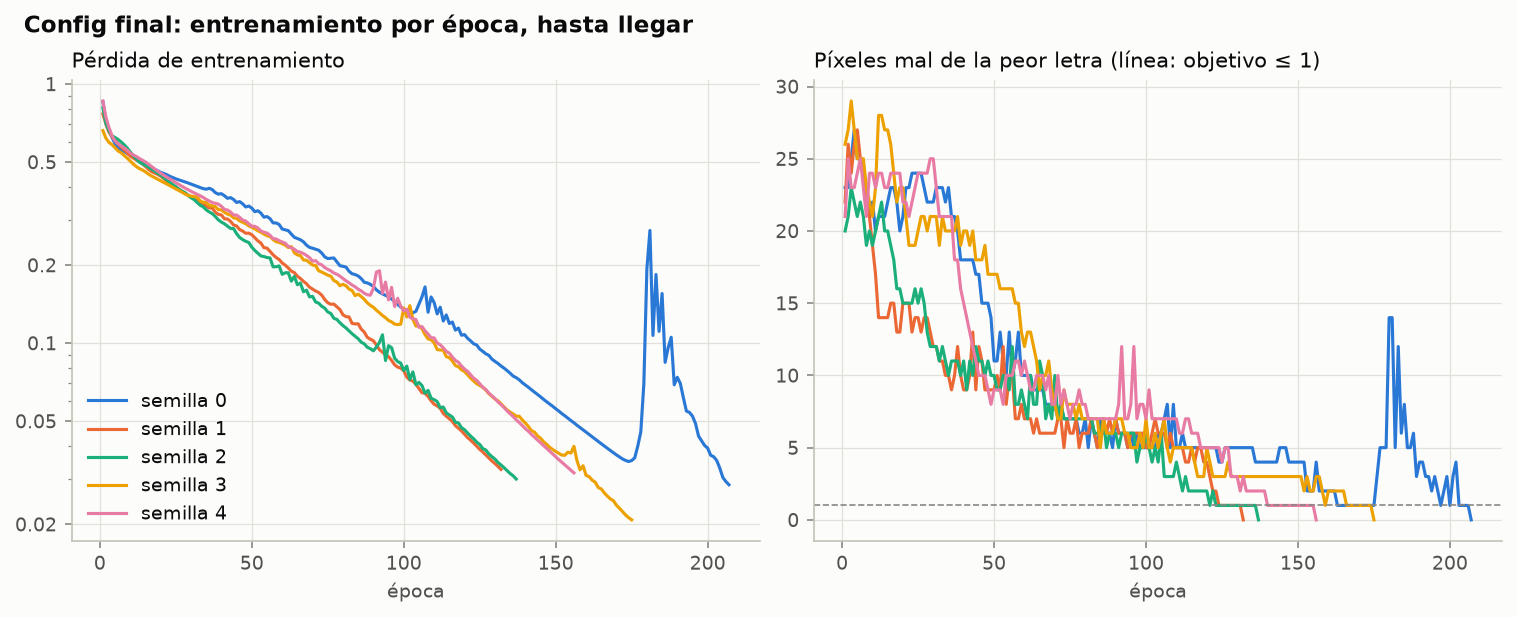 Config final: entrenamiento por época, hasta llegar
Pérdida de entrenamiento
1
0.5
0.2
0.1
0.05
0.02
semilla 0
semilla 1
semilla 2
semilla 3
semilla 4
0
50
100
150
200
época
Píxeles mal de la peor letra (línea: objetivo ≤ 1)
30
25
20
15
10
5
0
0
50
100
150
200
época